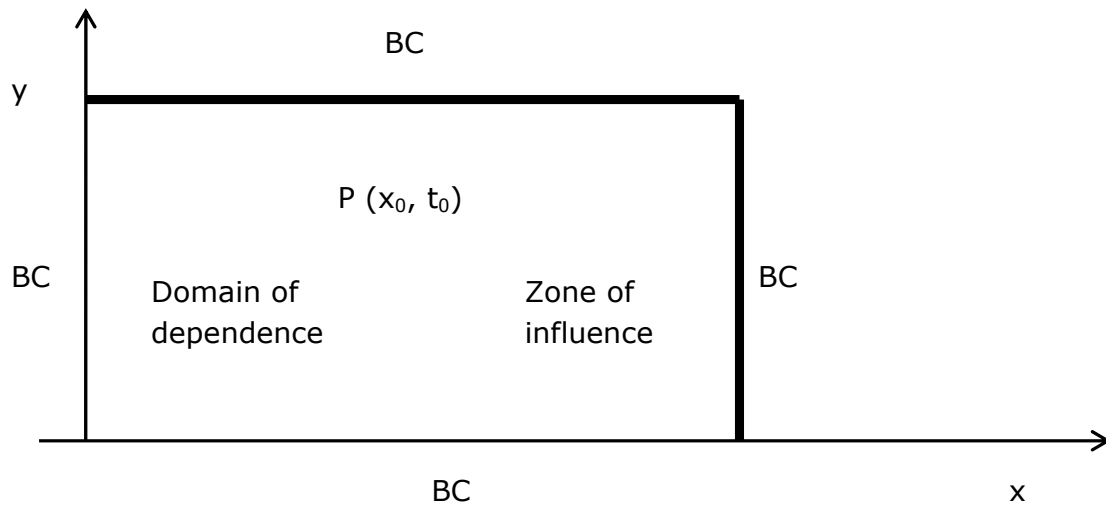 BC
y
P (x₀, t₀)
BC
Domain of
dependence
Zone of
influence
BC
BC
x